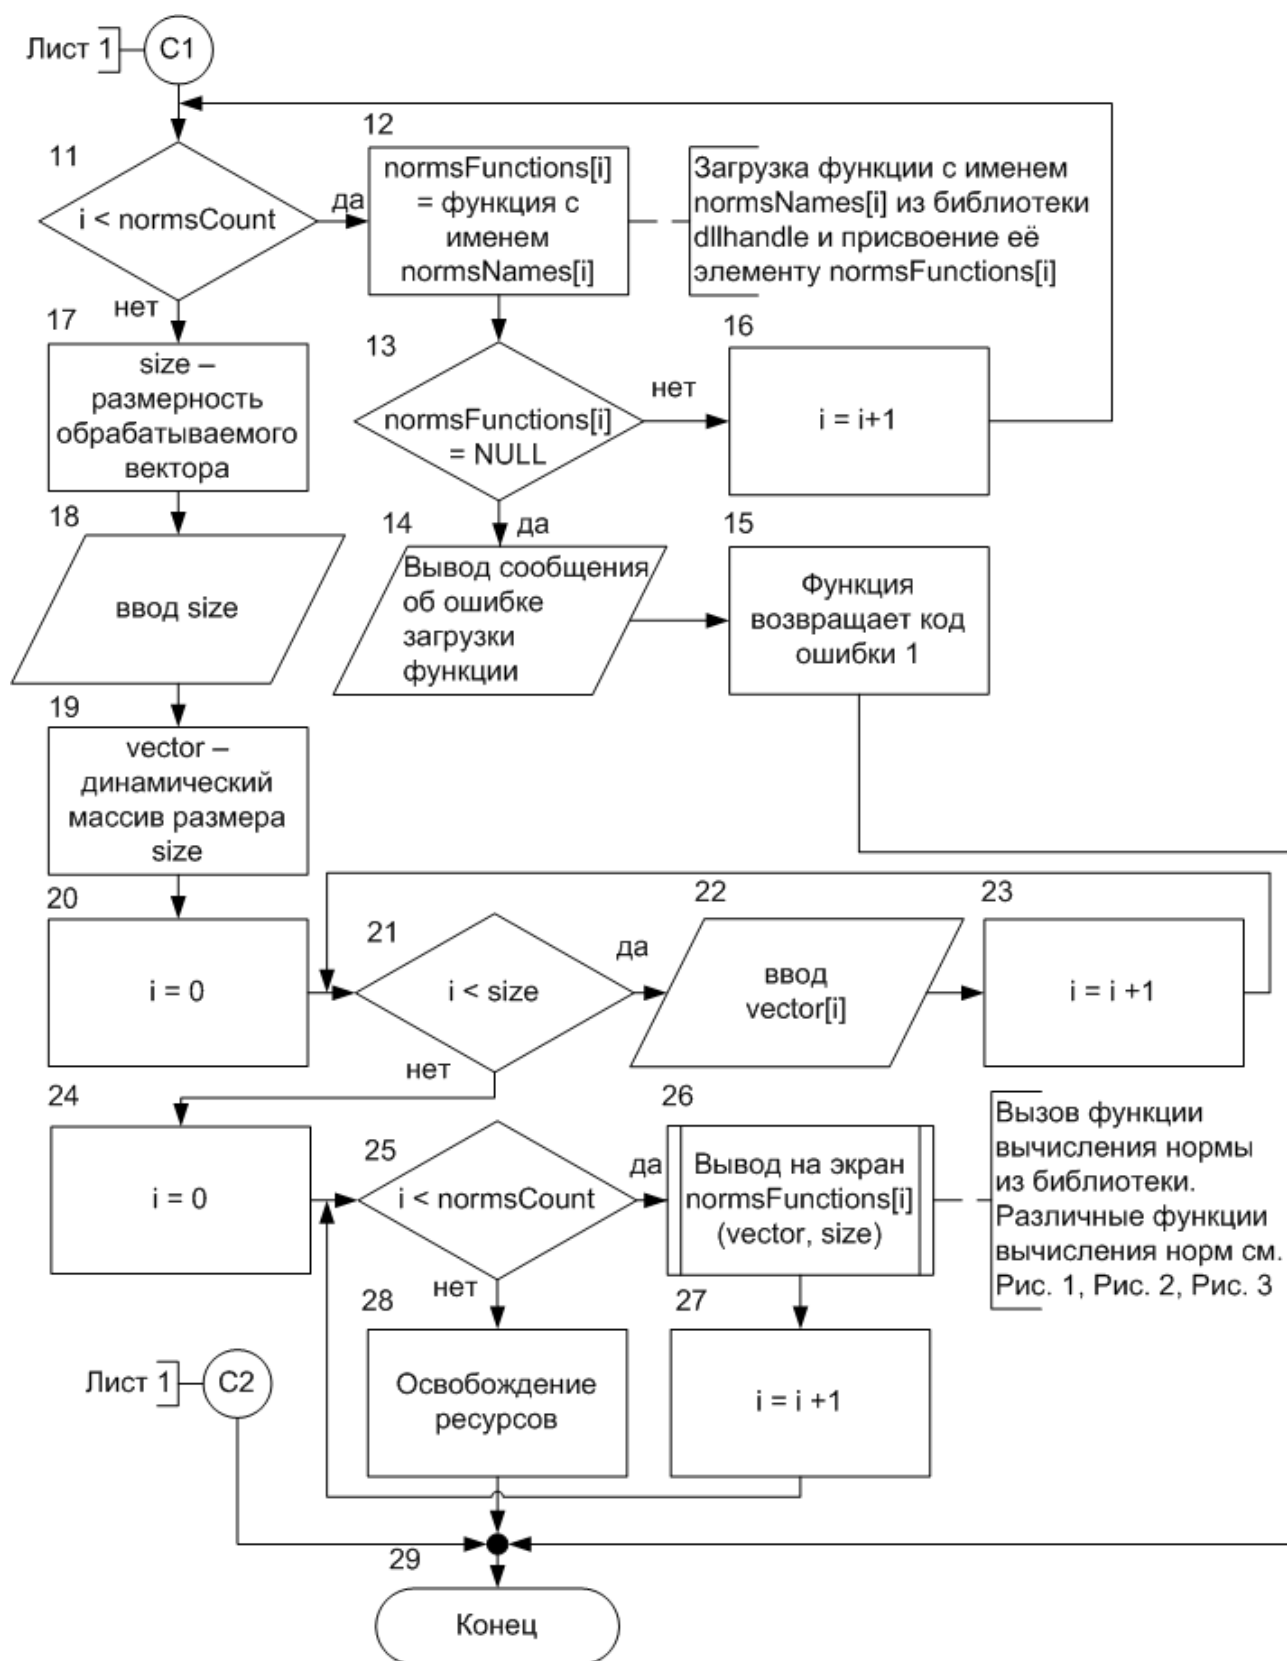 Лист 1
C1
11
i < normsCount
да
нет
12
normsFunctions[i]
= функция с
именем
normsNames[i]
Загрузка функции с именем
normsNames[i] из библиотеки
dllhandle и присвоение её
элементу normsFunctions[i]
13
normsFunctions[i]
= NULL
нет
да
16
i = i+1
17
size –
размерность
обрабатываемого
вектора
18
ввод size
14
Вывод сообщения
об ошибке
загрузки
функции
15
Функция
возвращает код
ошибки 1
19
vector –
динамический
массив размера
size
20
i = 0
21
i < size
да
нет
22
ввод
vector[i]
23
i = i +1
24
i = 0
25
i < normsCount
да
нет
26
Вывод на экран
normsFunctions[i]
(vector, size)
Вызов функции
вычисления нормы
из библиотеки.
Различные функции
вычисления норм см.
Рис. 1, Рис. 2, Рис. 3
27
i = i +1
28
Освобождение
ресурсов
Лист 1
C2
29
Конец